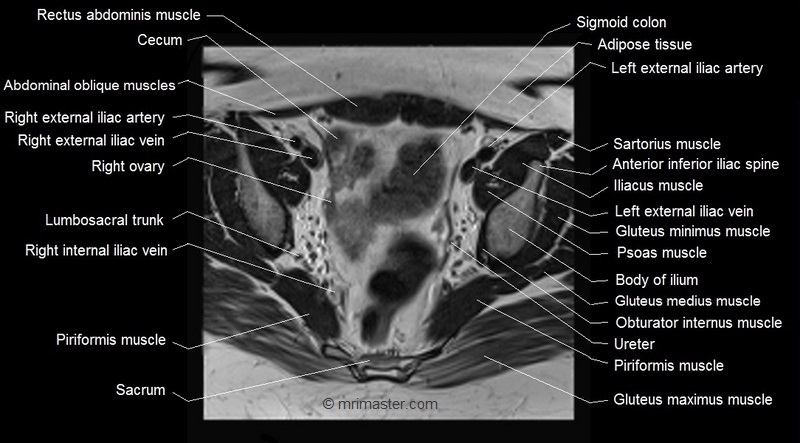 Rectus abdominis muscle
Cecum
Abdominal oblique muscles
Right external iliac artery
Right external iliac vein
Right ovary
Lumbosacral trunk
Right internal iliac vein
Piriformis muscle
Sacrum
Sigmoid colon
Adipose tissue
Left external iliac artery
Sartorius muscle
Anterior inferior iliac spine
Iliacus muscle
Left external iliac vein
Gluteus minimus muscle
Psoas muscle
Body of ilium
Gluteus medius muscle
Obturator internus muscle
Ureter
Piriformis muscle
Gluteus maximus muscle
© mrimaster.com